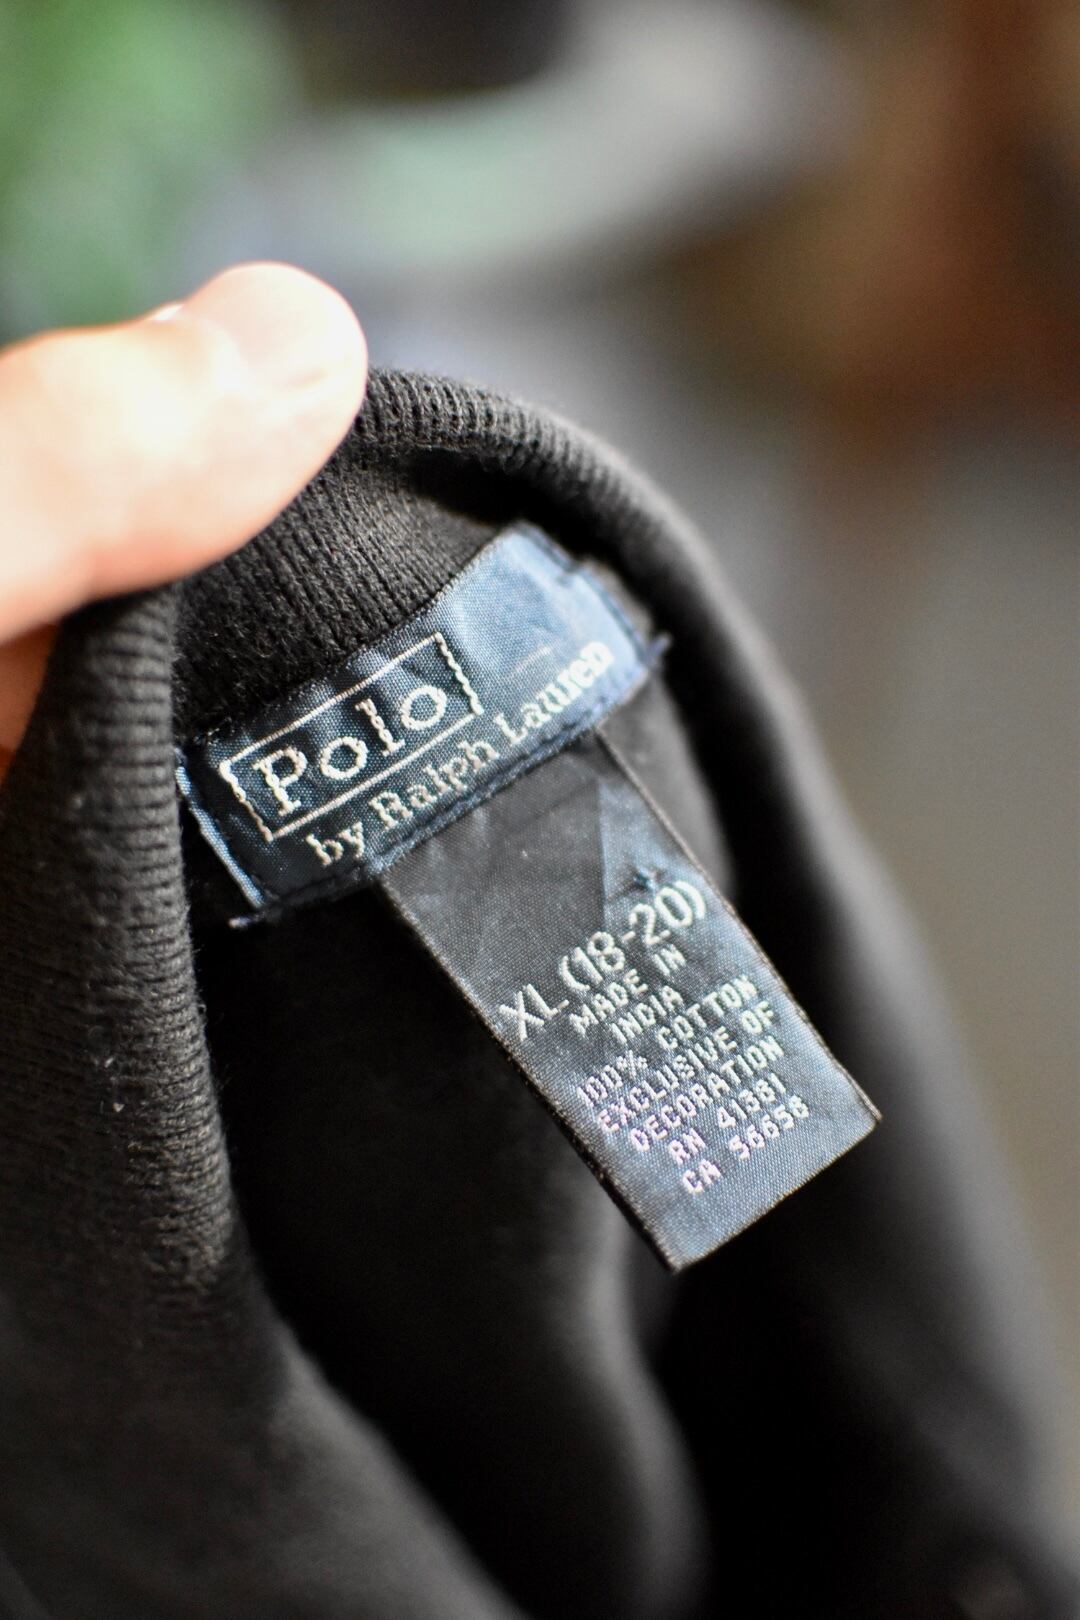 Polo
by Ralph Lauren
XL (18-20)
MADE IN
INDIA
100% COTTON
EXCLUSIVE OF
DECORATION
RN 41381
CA 56658